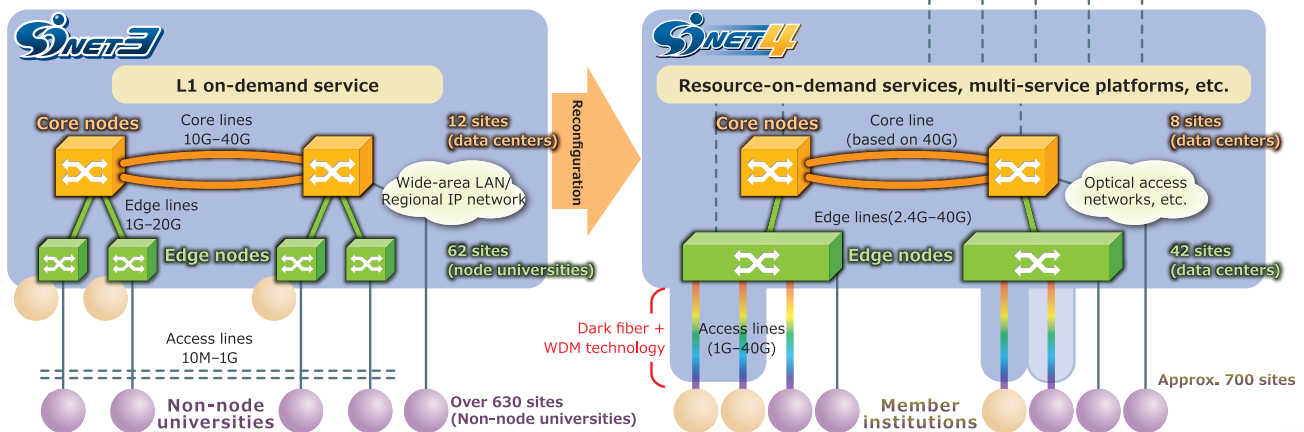 SINET3
L1 on-demand service
Core nodes
Core lines
10G–40G
12 sites
(data centers)
Wide-area LAN/
Regional IP network
Edge lines
1G–20G
Edge nodes
62 sites
(node universities)
Access lines
10M–1G
Non-node
universities
Over 630 sites
(Non-node universities)
Reconfiguration
SINET4
Resource-on-demand services, multi-service platforms, etc.
Core nodes
Core line
(based on 40G)
8 sites
(data centers)
Optical access
networks, etc.
Edge lines(2.4G–40G)
Edge nodes
42 sites
(data centers)
Dark fiber +
WDM technology
Access lines
(1G–40G)
Approx. 700 sites
Member
institutions